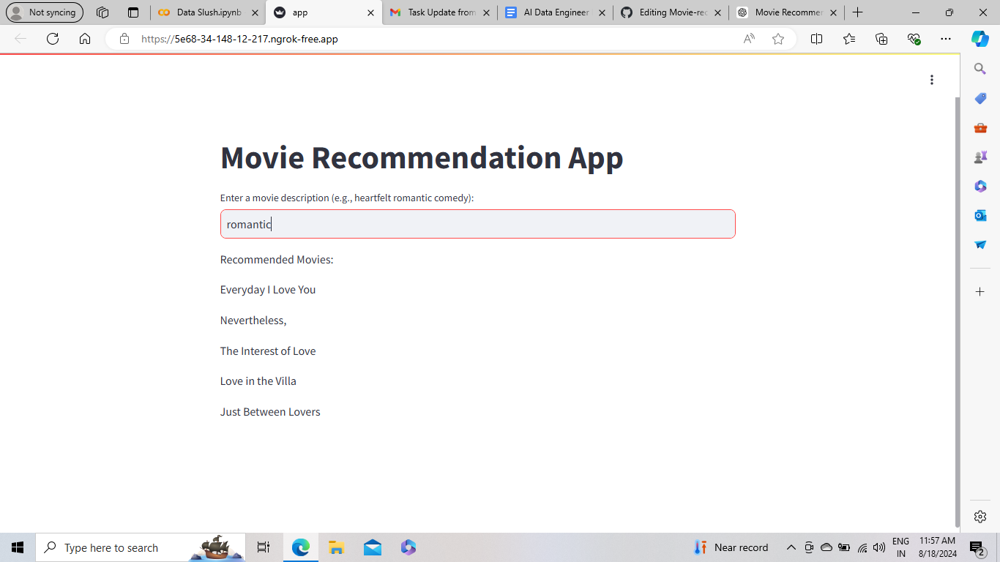 Not syncing
Data Slush.ipynb
app
Task Update from
AI Data Engineer
Editing Movie-rec
Movie Recommer
https://5e68-34-148-12-217.ngrok-free.app
Movie Recommendation App
Enter a movie description (e.g., heartfelt romantic comedy):
romantic
Recommended Movies:
Everyday I Love You
Nevertheless,
The Interest of Love
Love in the Villa
Just Between Lovers
Type here to search
Near record
ENG
IN
11:57 AM
8/18/2024
2